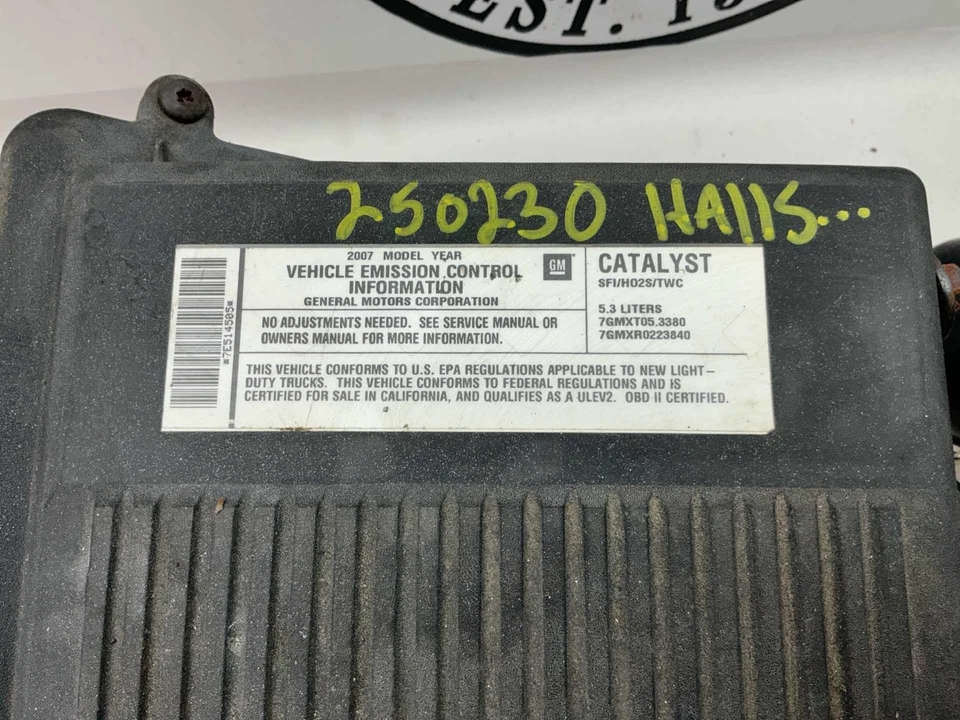 EST. 19
250230 HAIIS...
*7E514505*
2007 MODEL YEAR
VEHICLE EMISSION CONTROL
INFORMATION
GENERAL MOTORS CORPORATION
GM
NO ADJUSTMENTS NEEDED. SEE SERVICE MANUAL OR
OWNERS MANUAL FOR MORE INFORMATION.
CATALYST
SFI/HO2S/TWC
5.3 LITERS
7GMXT05.3380
7GMXR0223840
THIS VEHICLE CONFORMS TO U.S. EPA REGULATIONS APPLICABLE TO NEW LIGHT-
DUTY TRUCKS. THIS VEHICLE CONFORMS TO FEDERAL REGULATIONS AND IS
CERTIFIED FOR SALE IN CALIFORNIA, AND QUALIFIES AS A ULEV2. OBD II CERTIFIED.